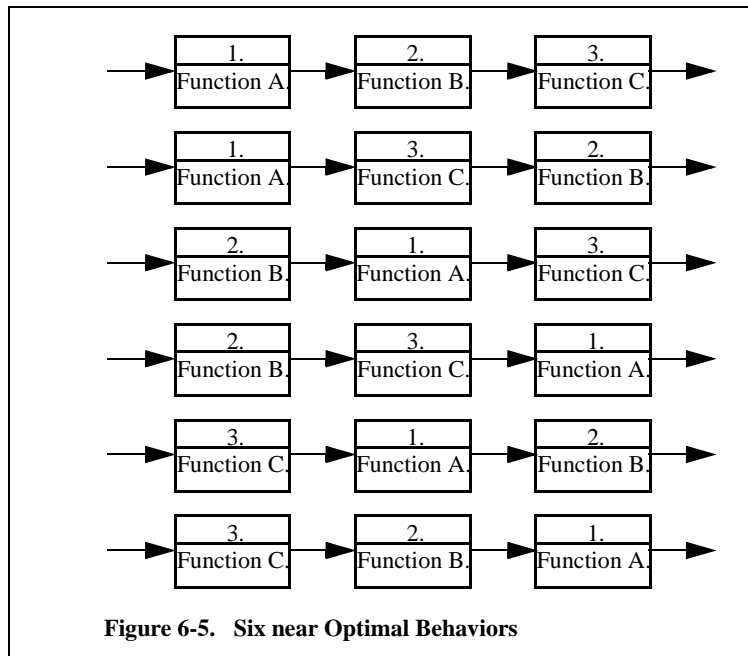 1. 2. 3.
Function A. Function B. Function C.
1. 3. 2.
Function A. Function C. Function B.
2. 1. 3.
Function B. Function A. Function C.
2. 3. 1.
Function B. Function C. Function A.
3. 1. 2.
Function C. Function A. Function B.
3. 2. 1.
Function C. Function B. Function A.
Figure 6-5. Six near Optimal Behaviors